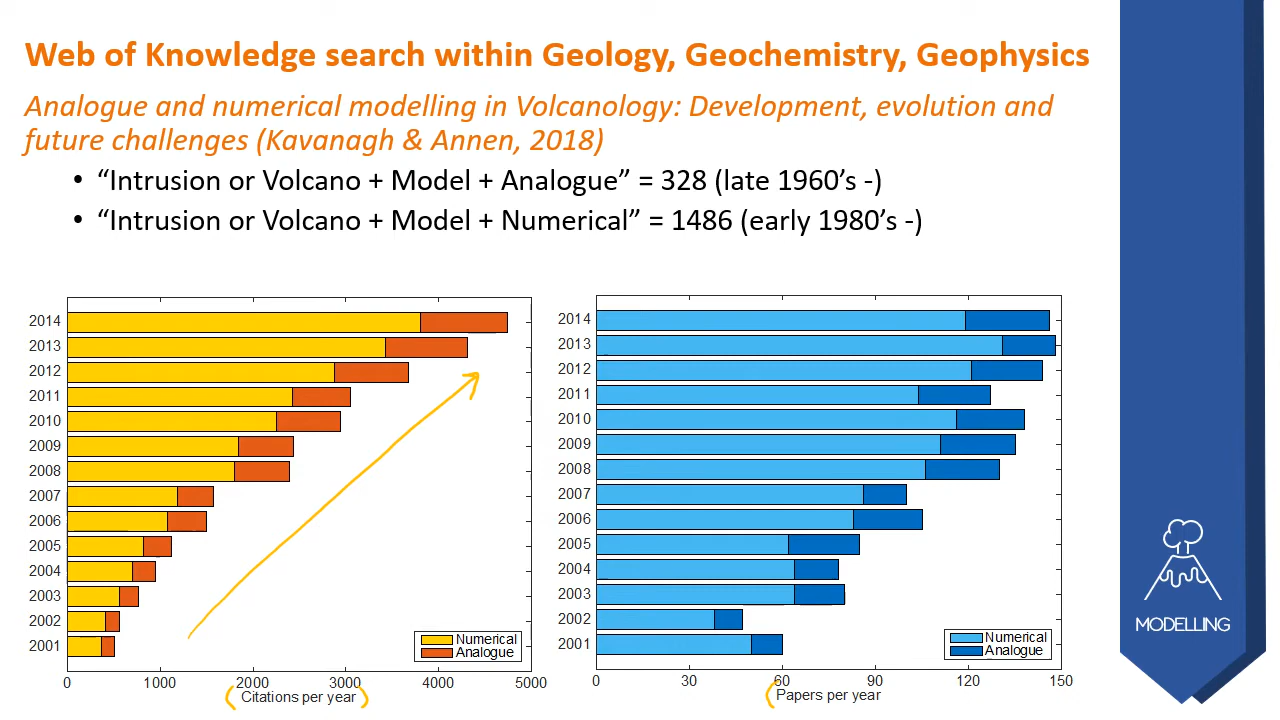 Web of Knowledge search within Geology, Geochemistry, Geophysics
Analogue and numerical modelling in Volcanology: Development, evolution and
future challenges (Kavanagh & Annen, 2018)
• “Intrusion or Volcano + Model + Analogue” = 328 (late 1960’s -)
• “Intrusion or Volcano + Model + Numerical” = 1486 (early 1980’s -)
2014
2013
2012
2011
2010
2009
2008
2007
2006
2005
2004
2003
2002
2001
Numerical
Analogue
0 1000 2000 3000 4000 5000
(Citations per year)
2014
2013
2012
2011
2010
2009
2008
2007
2006
2005
2004
2003
2002
2001
Numerical
Analogue
0 30 60 90 120 150
(Papers per year
MODELLING